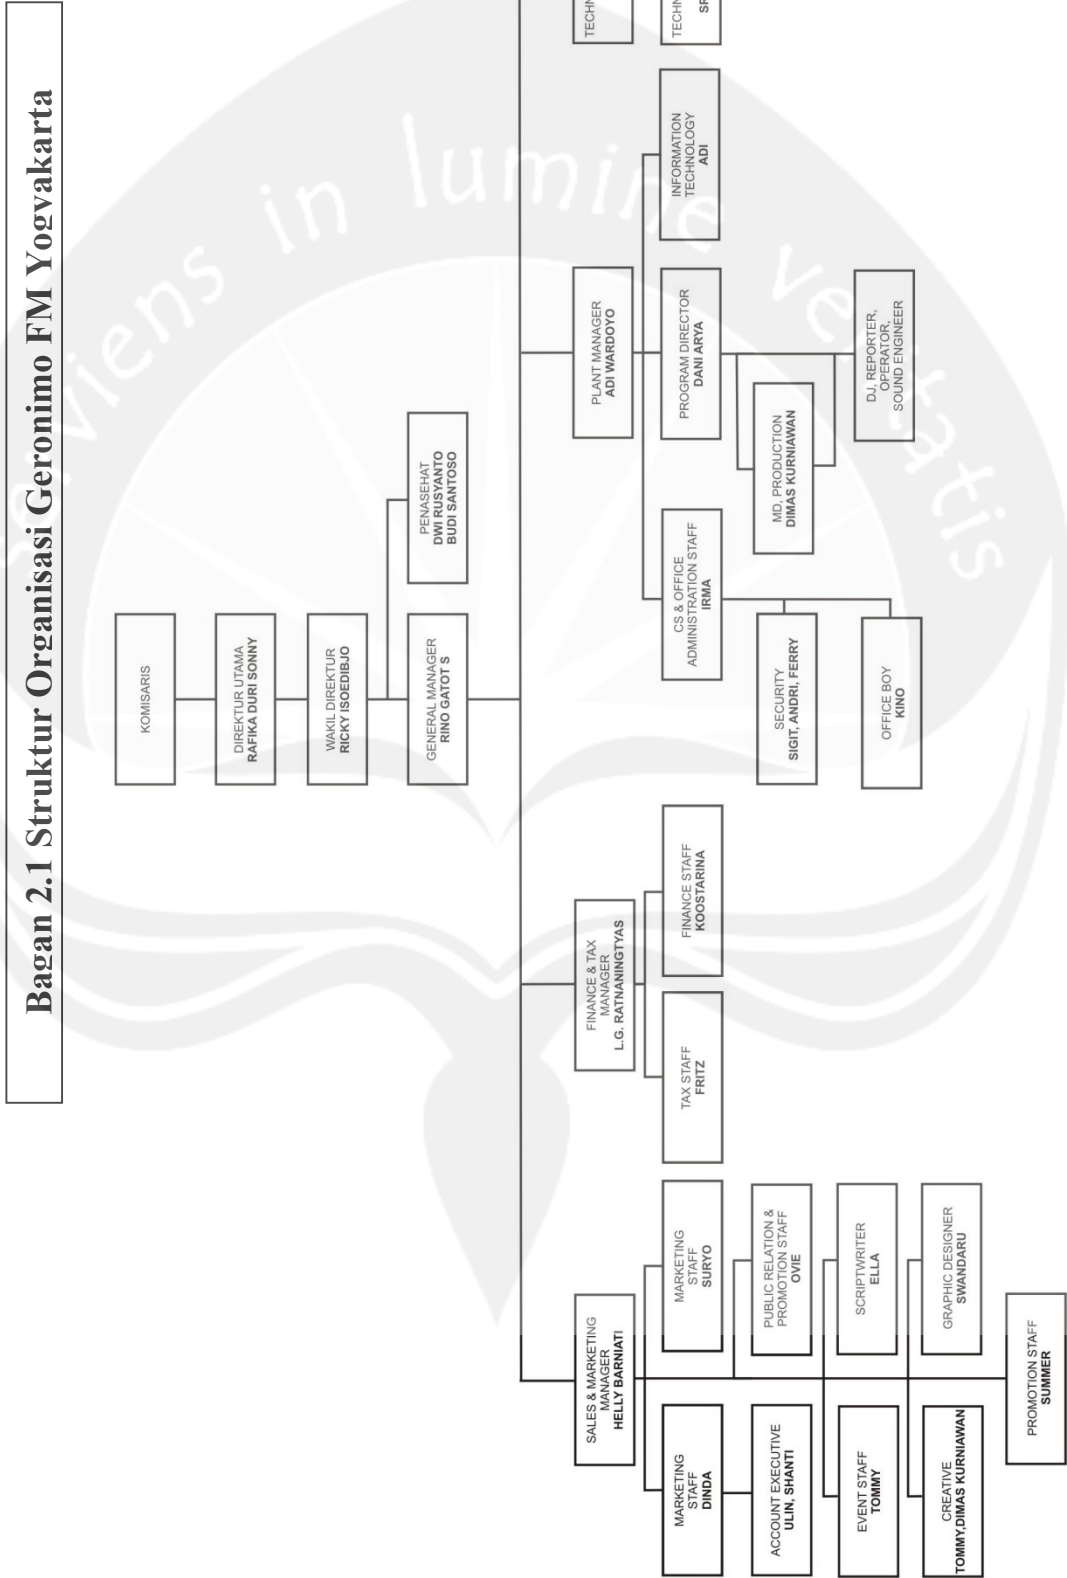 Bagan 2.1 Struktur Organisasi Geronimo FM Yogyakarta
KOMISARIS
DIREKTUR UTAMA
RAFIKA DURI SONNY
WAKIL DIREKTUR
RICKY ISOEDIBJO
PENASEHAT
DWI RUSYANTO
BUDI SANTOSO
GENERAL MANAGER
RINO GATOT S
SALES & MARKETING
MANAGER
HELLY BARNIATI
FINANCE & TAX
MANAGER
L.G. RATNANINGTYAS
PLANT MANAGER
ADI WARDOYO
MARKETING
STAFF
DINDA
MARKETING
STAFF
SURYO
TAX STAFF
FRITZ
FINANCE STAFF
KOOSTARINA
CS & OFFICE
ADMINISTRATION STAFF
IRMA
PROGRAM DIRECTOR
DANI ARYA
INFORMATION
TECHNOLOGY
ADI
ACCOUNT EXECUTIVE
ULIN, SHANTI
PUBLIC RELATION &
PROMOTION STAFF
OVIE
SECURITY
SIGIT, ANDRI, FERRY
MD, PRODUCTION
DIMAS KURNIAWAN
EVENT STAFF
TOMMY
SCRIPTWRITER
ELLA
OFFICE BOY
KINO
DJ, REPORTER,
OPERATOR,
SOUND ENGINEER
CREATIVE
TOMMY,DIMAS KURNIAWAN
GRAPHIC DESIGNER
SWANDARU
PROMOTION STAFF
SUMMER
serviens in lumine veritatis